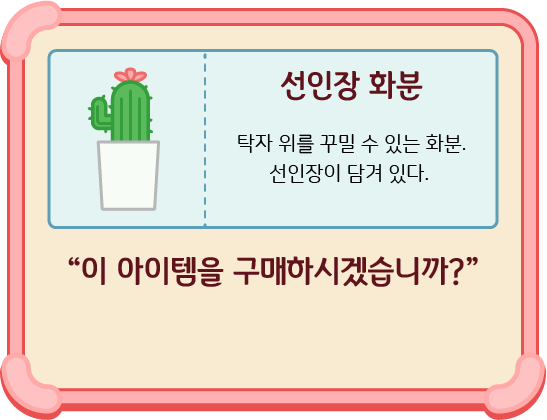 선인장 화분
탁자 위를 꾸밀 수 있는 화분.
선인장이 담겨 있다.
“이 아이템을 구매하시겠습니까?”